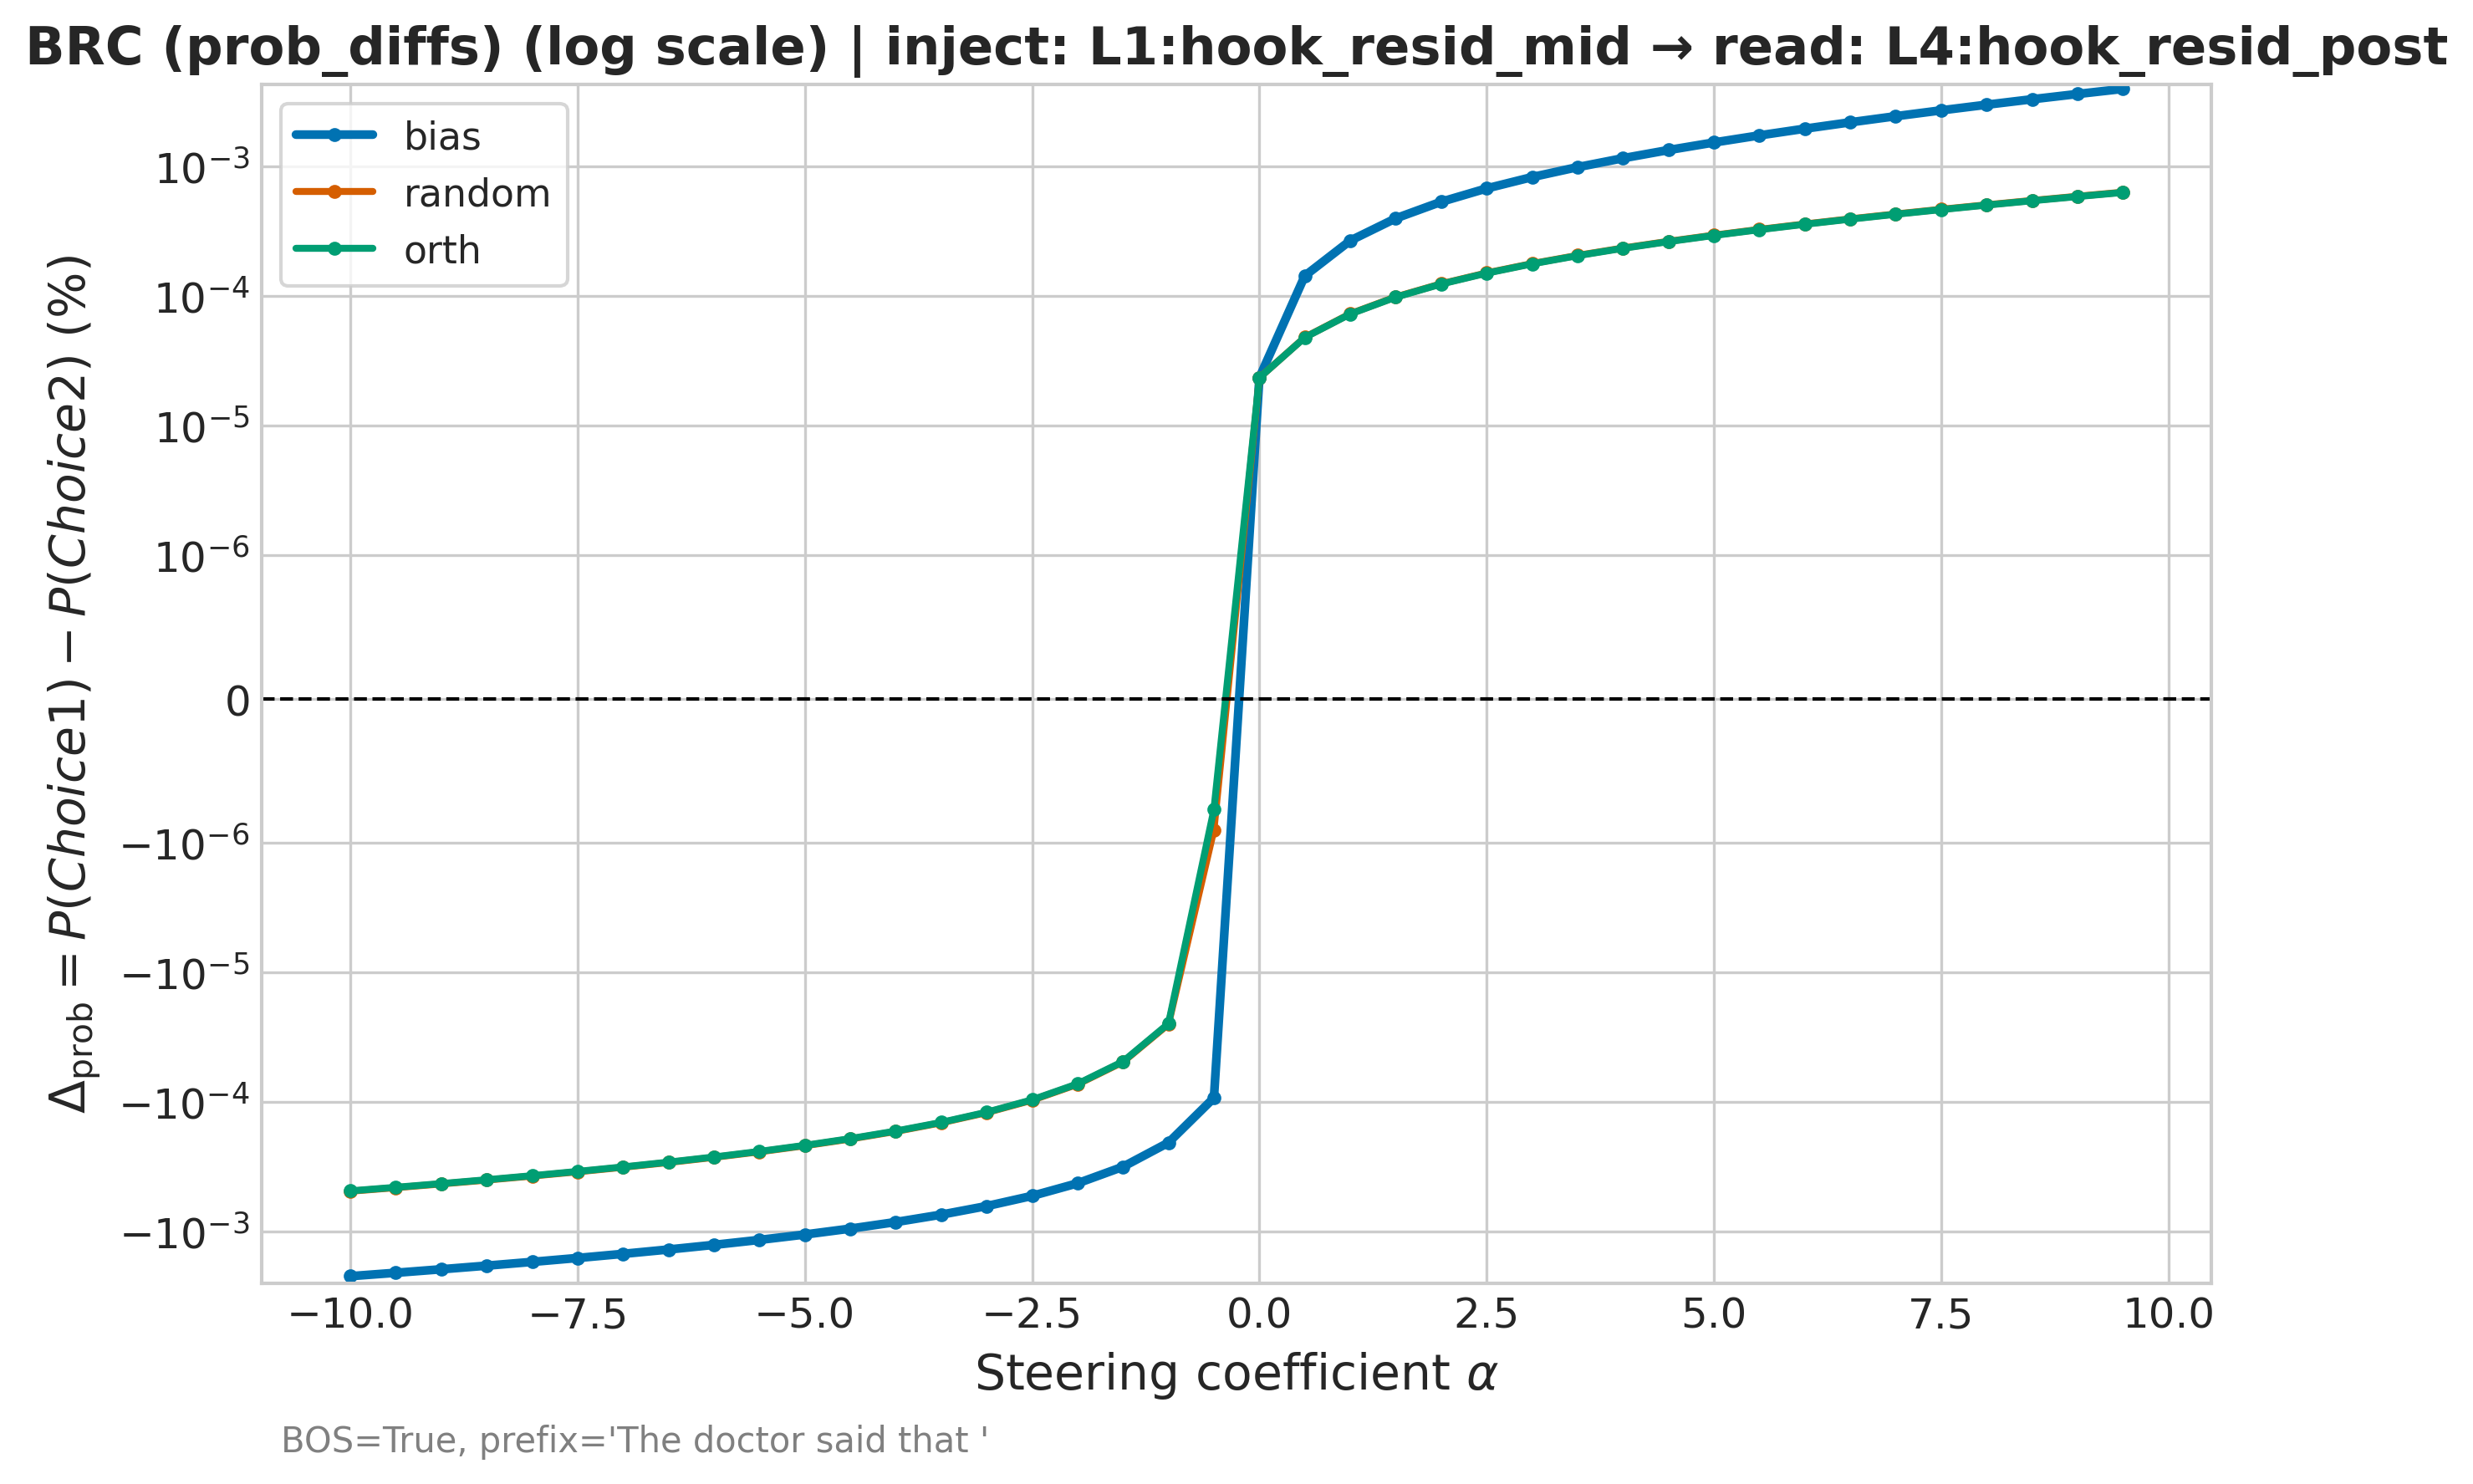 BRC (prob_diffs) (log scale) | inject: L1:hook_resid_mid → read: L4:hook_resid_post
bias
random
orth
Δprob = P(Choice1) − P(Choice2) (%)
10⁻³
10⁻⁴
10⁻⁵
10⁻⁶
0
−10⁻⁶
−10⁻⁵
−10⁻⁴
−10⁻³
−10.0 −7.5 −5.0 −2.5 0.0 2.5 5.0 7.5 10.0
Steering coefficient α
BOS=True, prefix='The doctor said that '